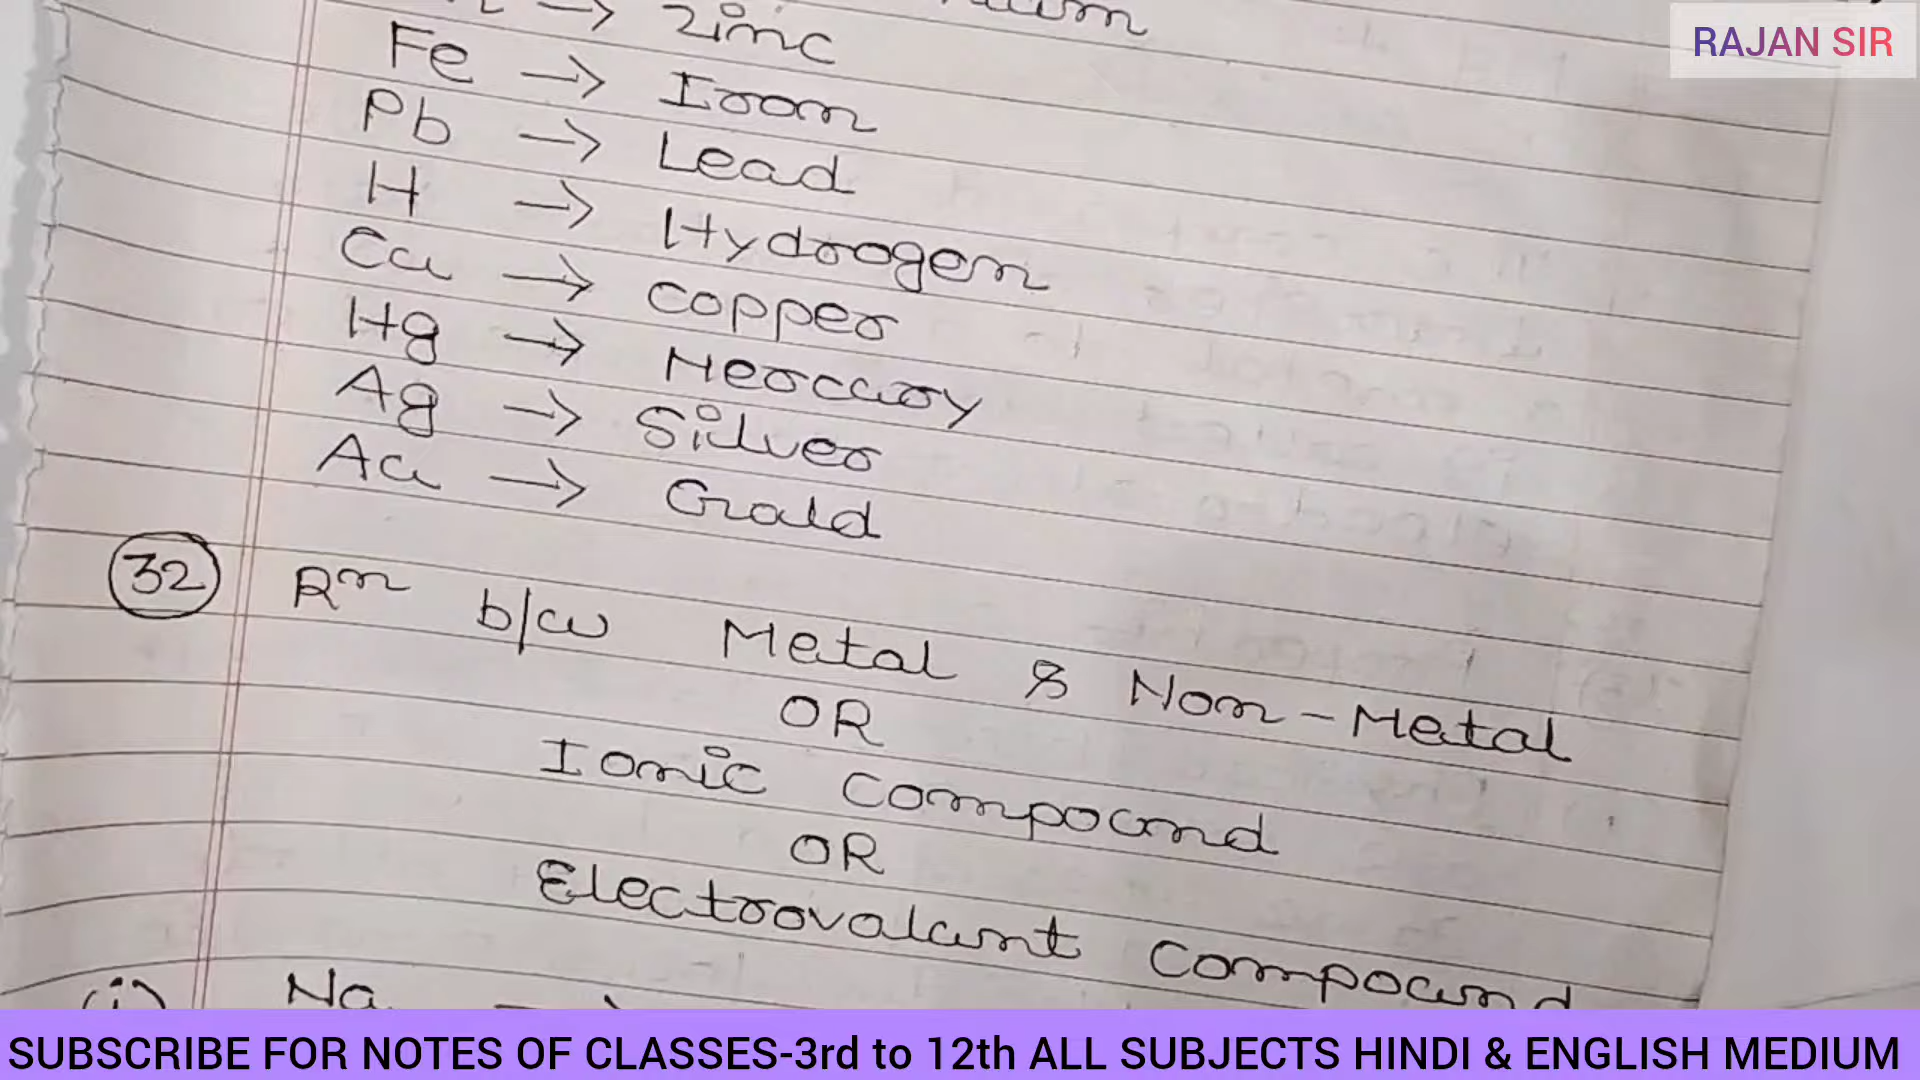 → Zinc
RAJAN SIR
Fe → Iron
Pb → Lead
H → Hydrogen
Cu → Copper
Hg → Mercury
Ag → Silver
Au → Gold
32 Rⁿ b/w Metal & Non-Metal
OR
Ionic Compound
OR
Electrovalant Compound
(i) Na →
SUBSCRIBE FOR NOTES OF CLASSES-3rd to 12th ALL SUBJECTS HINDI & ENGLISH MEDIUM